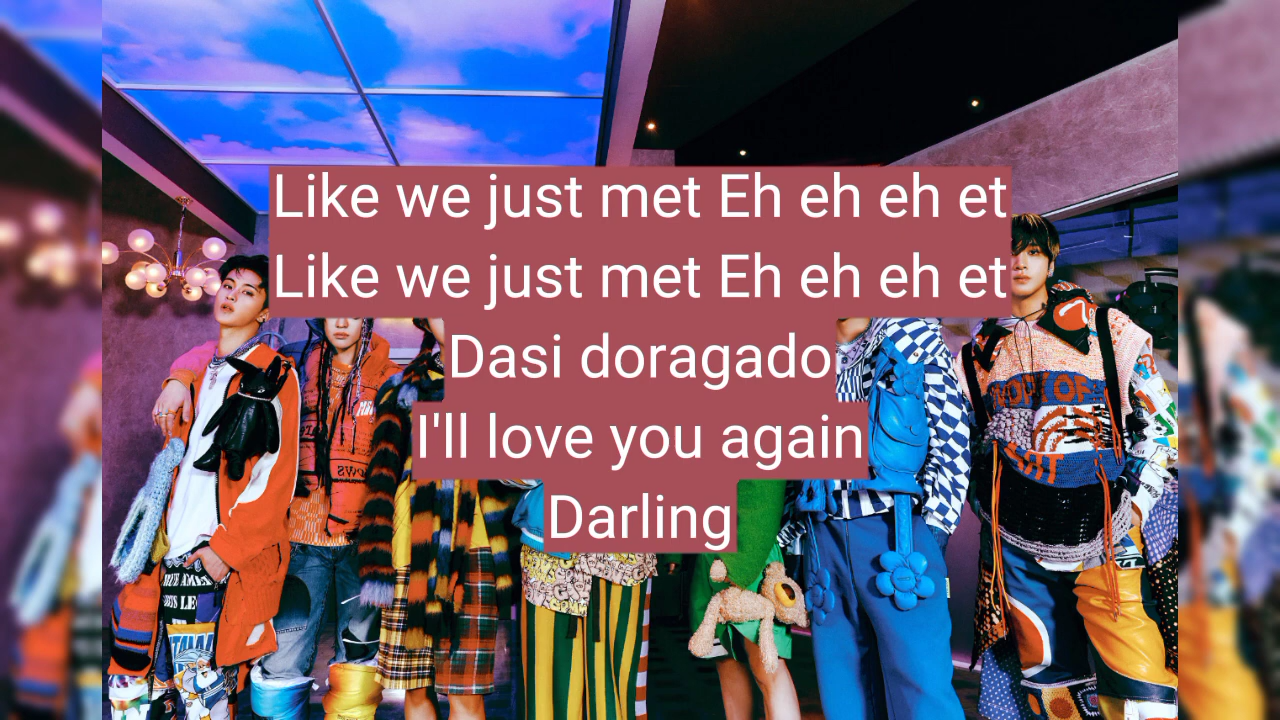 Like we just met Eh eh eh et
Like we just met Eh eh eh et
Dasi doragado
I'll love you again
Darling